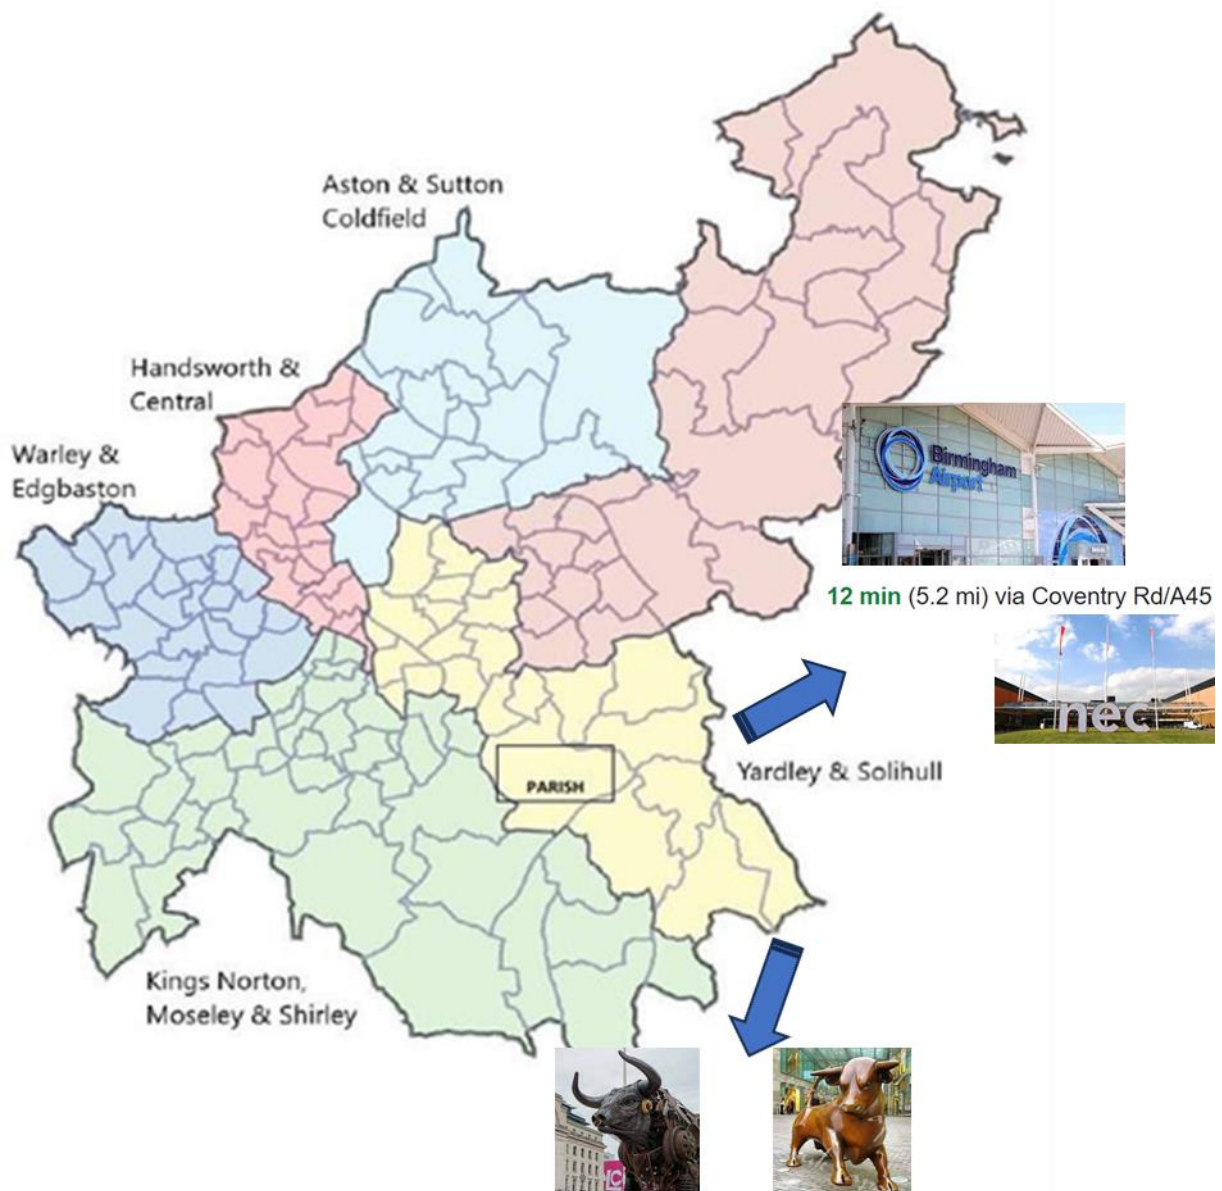 Aston & Sutton
Coldfield
Handsworth &
Central
Warley &
Edgbaston
Birmingham
Airport
12 min (5.2 mi) via Coventry Rd/A45
nec
Yardley & Solihull
PARISH
Kings Norton,
Moseley & Shirley